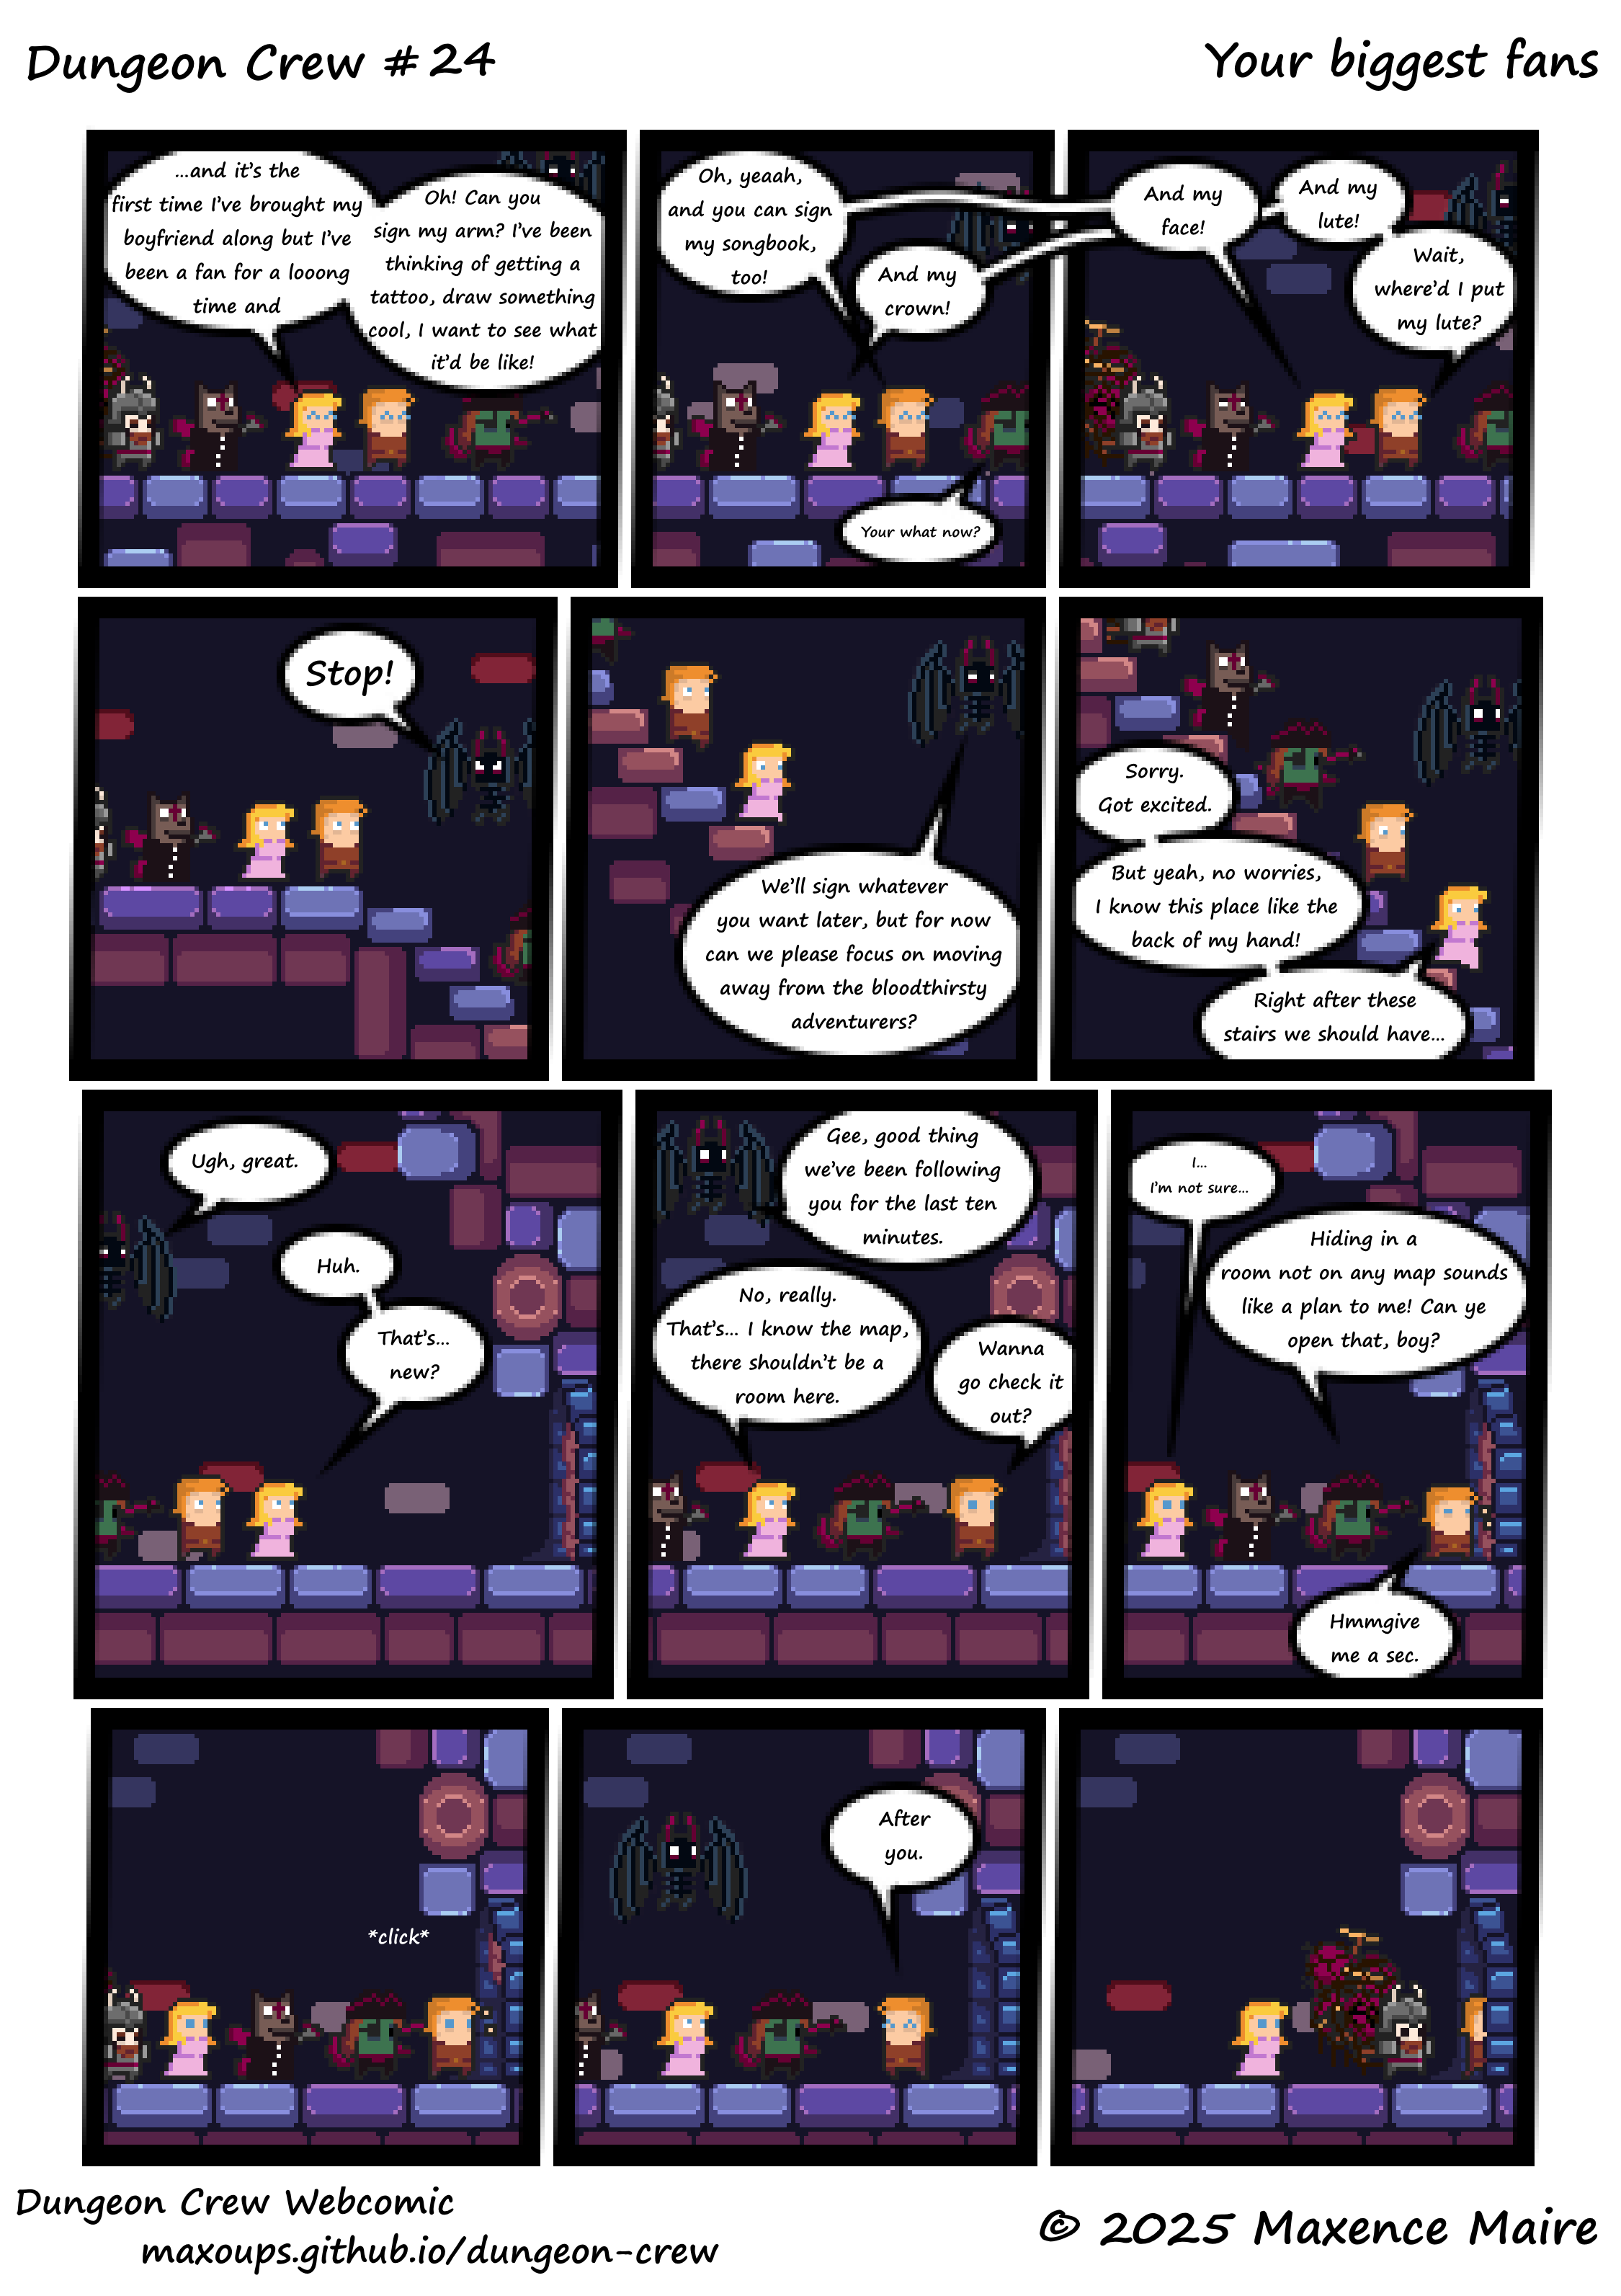 Dungeon Crew #24
Your biggest fans
...and it's the
first time I've brought my
boyfriend along but I've
been a fan for a looong
time and
Oh! Can you
sign my arm? I've been
thinking of getting a
tattoo, draw something
cool, I want to see what
it'd be like!
Oh, yeaah,
and you can sign
my songbook,
too!
And my
crown!
Your what now?
And my
face!
And my
lute!
Wait,
where'd I put
my lute?
Stop!
We'll sign whatever
you want later, but for now
can we please focus on moving
away from the bloodthirsty
adventurers?
Sorry.
Got excited.
But yeah, no worries,
I know this place like the
back of my hand!
Right after these
stairs we should have...
Ugh, great.
Huh.
That's...
new?
Gee, good thing
we've been following
you for the last ten
minutes.
No, really.
That's... I know the map,
there shouldn't be a
room here.
Wanna
go check it
out?
I...
I'm not sure...
Hiding in a
room not on any map sounds
like a plan to me! Can ye
open that, boy?
Hmmgive
me a sec.
*click*
After
you.
Dungeon Crew Webcomic
maxoups.github.io/dungeon-crew
© 2025 Maxence Maire